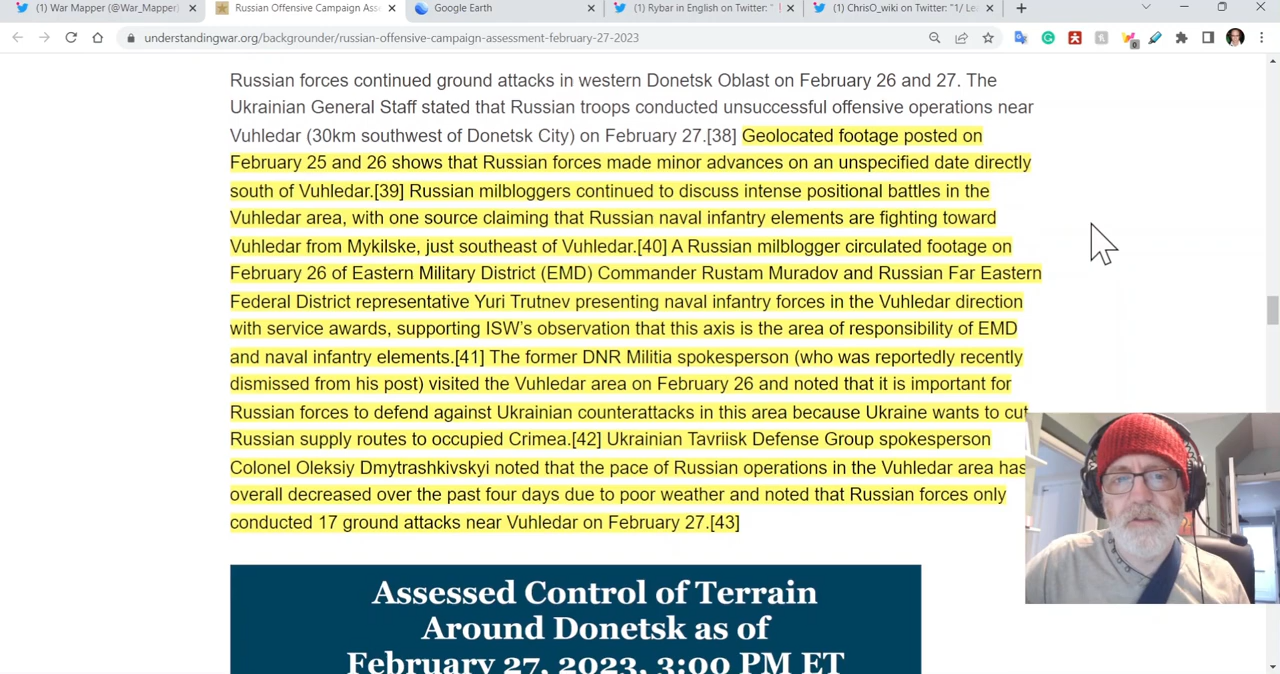 (1) War Mapper (@War_Mapper)
Russian Offensive Campaign Ass
Google Earth
(1) Rybar in English on Twitter: "
(1) ChrisO_wiki on Twitter: "1/ Le
understandingwar.org/backgrounder/russian-offensive-campaign-assessment-february-27-2023
Russian forces continued ground attacks in western Donetsk Oblast on February 26 and 27. The
Ukrainian General Staff stated that Russian troops conducted unsuccessful offensive operations near
Vuhledar (30km southwest of Donetsk City) on February 27.[38] Geolocated footage posted on
February 25 and 26 shows that Russian forces made minor advances on an unspecified date directly
south of Vuhledar.[39] Russian milbloggers continued to discuss intense positional battles in the
Vuhledar area, with one source claiming that Russian naval infantry elements are fighting toward
Vuhledar from Mykilske, just southeast of Vuhledar.[40] A Russian milblogger circulated footage on
February 26 of Eastern Military District (EMD) Commander Rustam Muradov and Russian Far Eastern
Federal District representative Yuri Trutnev presenting naval infantry forces in the Vuhledar direction
with service awards, supporting ISW's observation that this axis is the area of responsibility of EMD
and naval infantry elements.[41] The former DNR Militia spokesperson (who was reportedly recently
dismissed from his post) visited the Vuhledar area on February 26 and noted that it is important for
Russian forces to defend against Ukrainian counterattacks in this area because Ukraine wants to cut
Russian supply routes to occupied Crimea.[42] Ukrainian Tavriisk Defense Group spokesperson
Colonel Oleksiy Dmytrashkivskyi noted that the pace of Russian operations in the Vuhledar area has
overall decreased over the past four days due to poor weather and noted that Russian forces only
conducted 17 ground attacks near Vuhledar on February 27.[43]
Assessed Control of Terrain
Around Donetsk as of
February 27, 2023, 3:00 PM ET